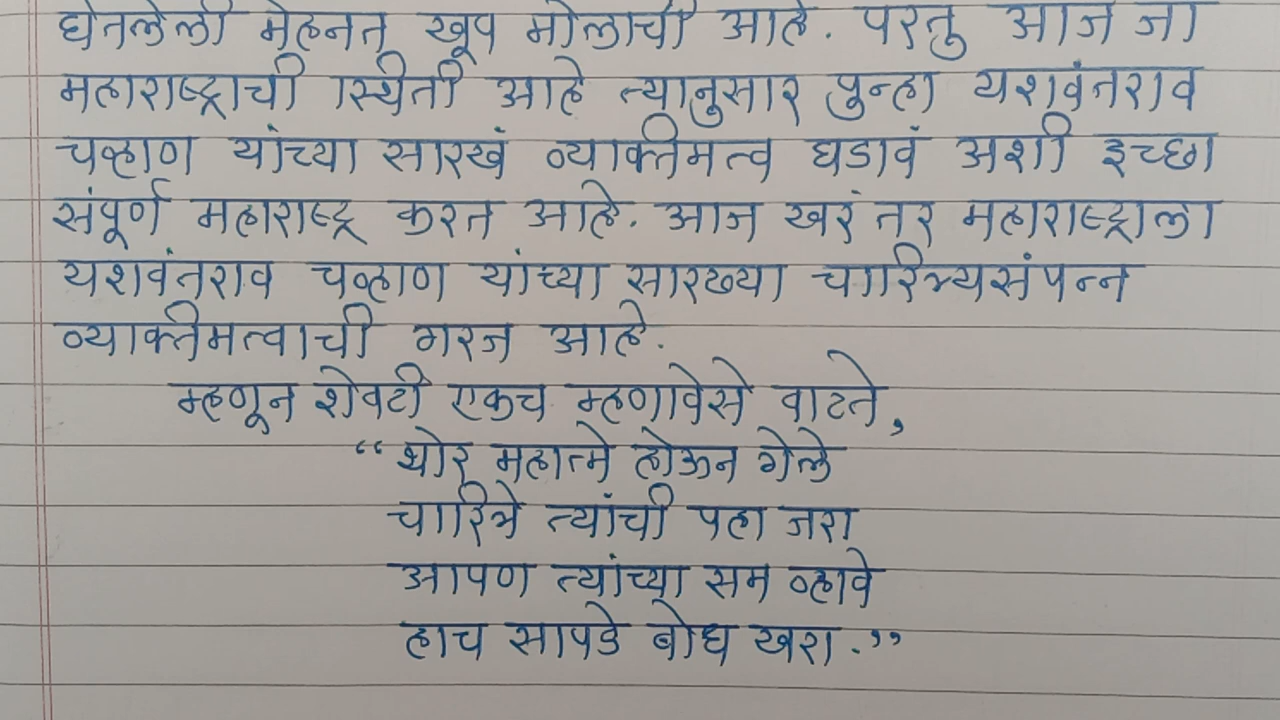 घेतलेली मेहनत खूप मोलाची आहे. परंतु आज जी
महाराष्ट्राची स्थिती आहे त्यानुसार पुन्हा यशवंतराव
चव्हाण यांच्या सारखं व्यक्तिमत्व घडावं अशी इच्छा
संपूर्ण महाराष्ट्र करत आहे. आज खरं तर महाराष्ट्राला
यशवंतराव चव्हाण यांच्या सारख्या चारित्र्यसंपन्न
व्यक्तिमत्वाची गरज आहे.
म्हणून शेवटी एकच म्हणावेसे वाटते,
“थोर महात्मे होऊन गेले
चारित्रे त्यांची पहा जरा
आपण त्यांच्या सम व्हावे
हाच सापडे बोध खरा.”